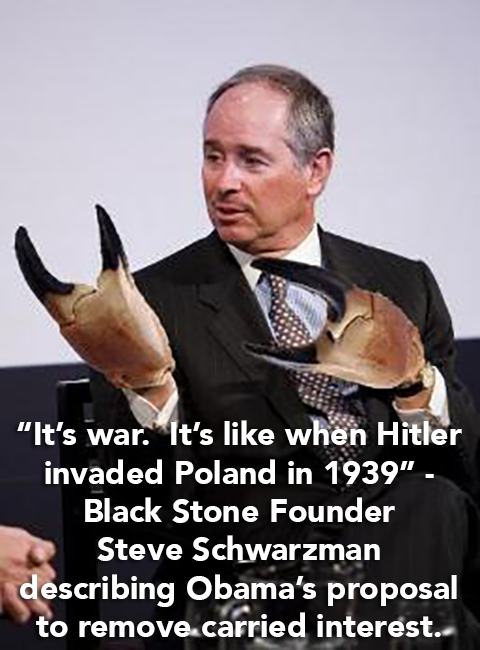 “It’s war.  It’s like when Hitler
invaded Poland in 1939” -
Black Stone Founder
Steve Schwarzman
describing Obama’s proposal
to remove carried interest.